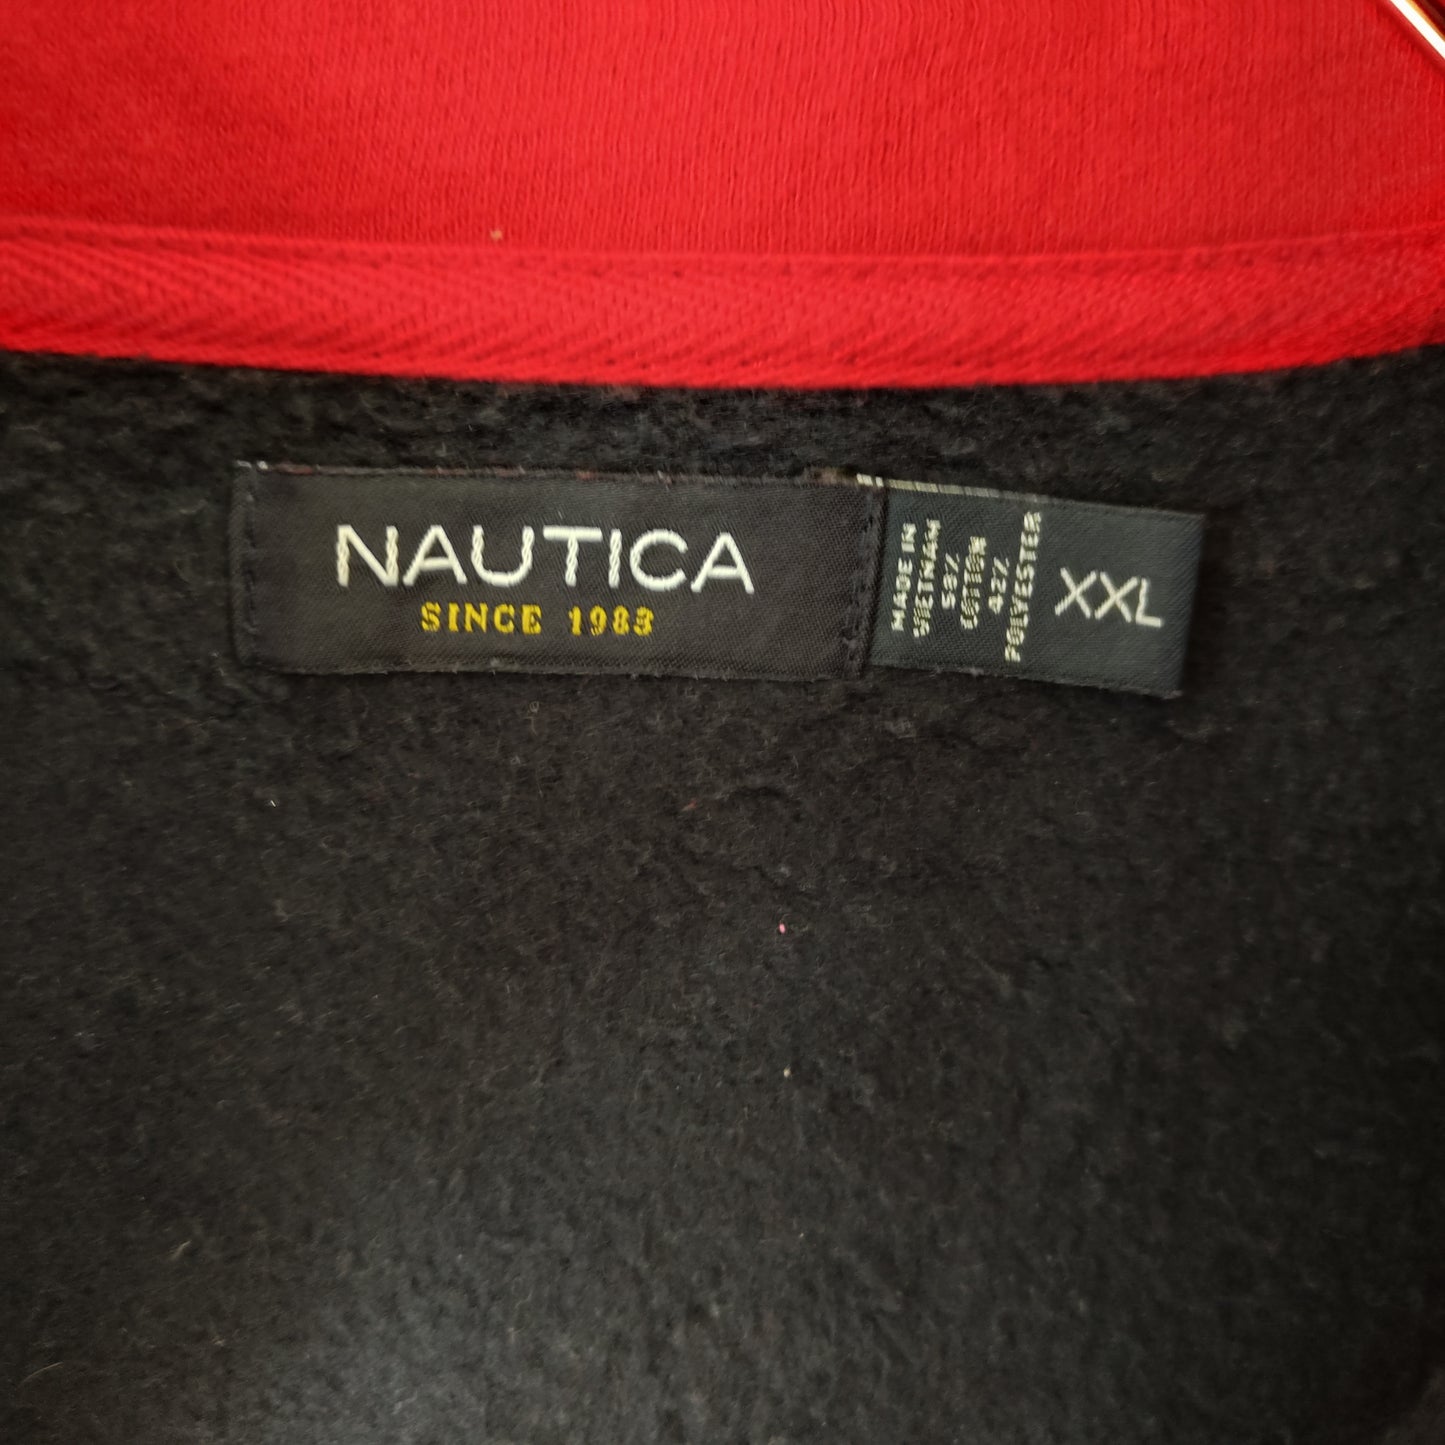 NAUTICA
SINCE 1983
MADE IN
VIETNAM
58%
COTTON
42%
POLYESTER
XXL